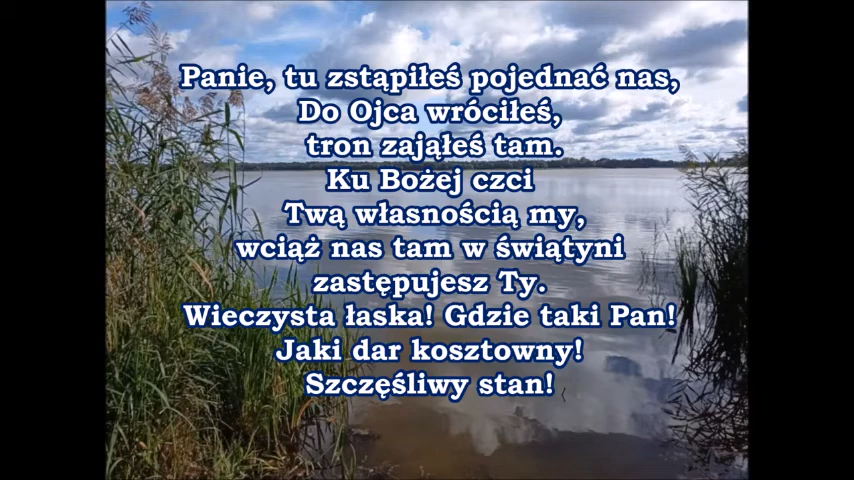 Panie, tu zstąpiłeś pojednać nas,
Do Ojca wróciłeś,
tron zająłeś tam.
Ku Bożej czci
Twą własnością my,
wciąż nas tam w świątyni
zastępujesz Ty.
Wieczysta łaska! Gdzie taki Pan!
Jaki dar kosztowny!
Szczęśliwy stan!